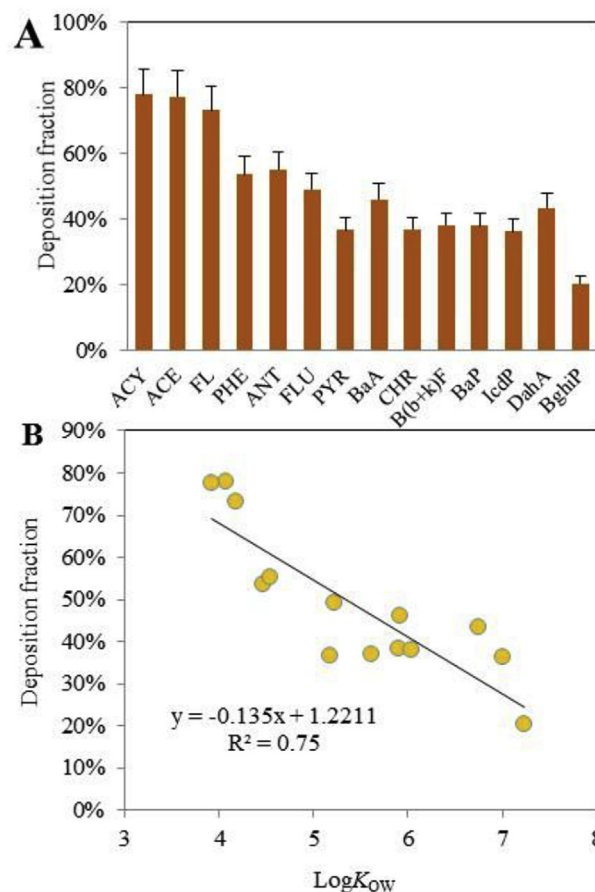 A
Deposition fraction
100%
80%
60%
40%
20%
0%
ACY
ACE
FL
PHE
ANT
FLU
PYR
BaA
CHR
B(b+k)F
BaP
IcdP
DahA
BghiP
B
Deposition fraction
90%
80%
70%
60%
50%
40%
30%
20%
10%
0%
y = -0.135x + 1.2211
R² = 0.75
3 4 5 6 7 8
LogKOW